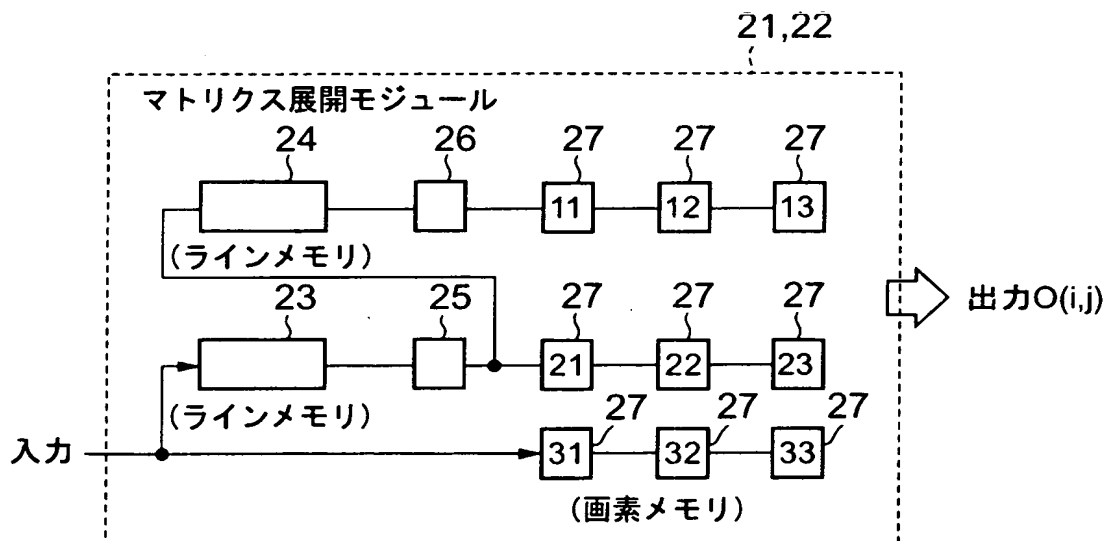 21,22
マトリクス展開モジュール
24 26 27 27 27
11 12 13
(ラインメモリ)
23 25 27 27 27
21 22 23
出力O(i,j)
(ラインメモリ)
27 27 27
入力
31 32 33
(画素メモリ)